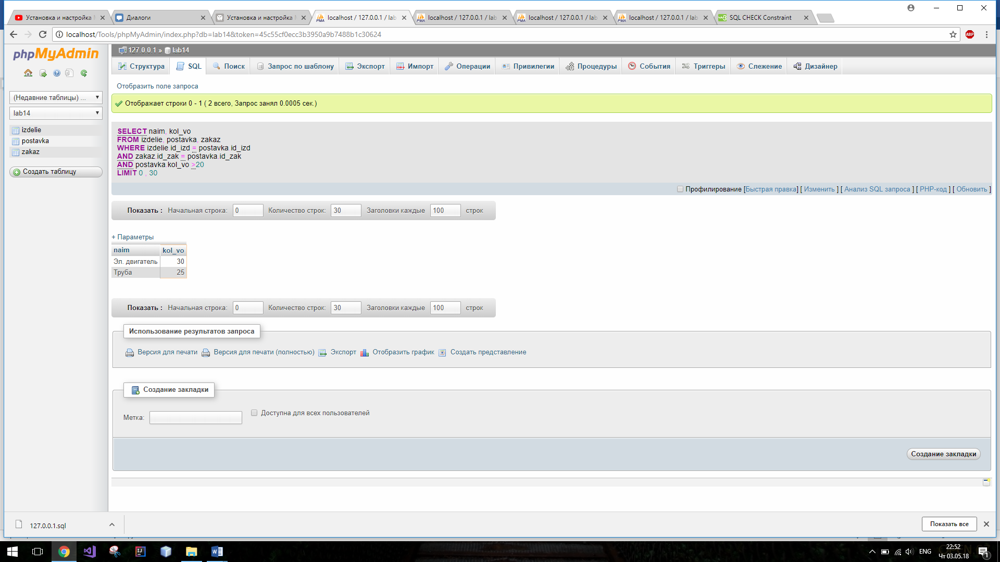 Установка и настройка
Диалоги
Установка и настройка
localhost / 127.0.0.1 / lab
localhost / 127.0.0.1 / lab
localhost / 127.0.0.1 / lab
localhost / 127.0.0.1 / lab
SQL CHECK Constraint
localhost/Tools/phpMyAdmin/index.php?db=lab14&token=45c55cf0ecc3b3950a9b7488b1c30624
ABP
phpMyAdmin
(Недавние таблицы) ...
lab14
izdelie
postavka
zakaz
Создать таблицу
127.0.0.1 » lab14
Структура SQL Поиск Запрос по шаблону Экспорт Импорт Операции Привилегии Процедуры События Триггеры Слежение Дизайнер
Отобразить поле запроса
Отображает строки 0 - 1 ( 2 всего, Запрос занял 0.0005 сек.)
SELECT naim, kol_vo
FROM izdelie, postavka, zakaz
WHERE izdelie.id_izd = postavka.id_izd
AND zakaz.id_zak = postavka.id_zak
AND postavka.kol_vo >20
LIMIT 0 , 30
Профилирование [Быстрая правка] [ Изменить ] [ Анализ SQL запроса ] [ PHP-код ] [ Обновить ]
Показать : Начальная строка: 0 Количество строк: 30 Заголовки каждые 100 строк
+ Параметры
naim kol_vo
Эл. двигатель 30
Труба 25
Показать : Начальная строка: 0 Количество строк: 30 Заголовки каждые 100 строк
Использование результатов запроса
Версия для печати Версия для печати (полностью) Экспорт Отобразить график Создать представление
Создание закладки
Метка: Доступна для всех пользователей
Создание закладки
127.0.0.1.sql
Показать все
ENG
22:52
Чт 03.05.18
1